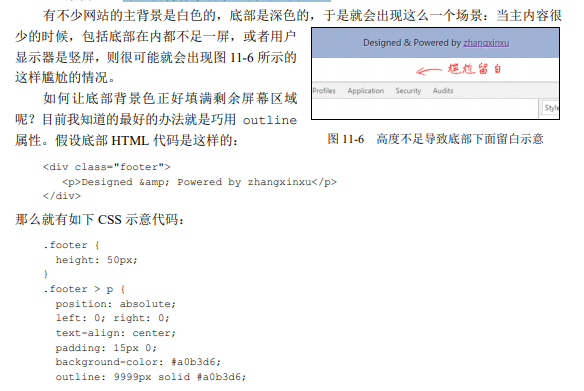 有不少网站的主背景是白色的，底部是深色的，于是就会出现这么一个场景：当主内容很
少的时候，包括底部在内都不足一屏，或者用户
显示器是竖屏，则很可能就会出现图 11-6 所示的
这样尴尬的情况。
Designed & Powered by zhangxinxu
尴尬留白
Profiles Application Security Audits
Style
图 11-6 高度不足导致底部下面留白示意
如何让底部背景色正好填满剩余屏幕区域
呢？目前我知道的最好的办法就是巧用 outline
属性。假设底部 HTML 代码是这样的：
<div class="footer">
<p>Designed &amp; Powered by zhangxinxu</p>
</div>
那么就有如下 CSS 示意代码：
.footer {
height: 50px;
}
.footer > p {
position: absolute;
left: 0; right: 0;
text-align: center;
padding: 15px 0;
background-color: #a0b3d6;
outline: 9999px solid #a0b3d6;